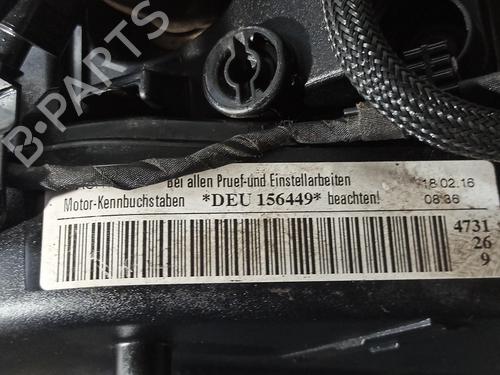 B-PARTS
Bei allen Pruef-und Einstellarbeiten 18.02.16
Motor-Kennbuchstaben *DEU 156449* beachten! 08:36
4731
26
9